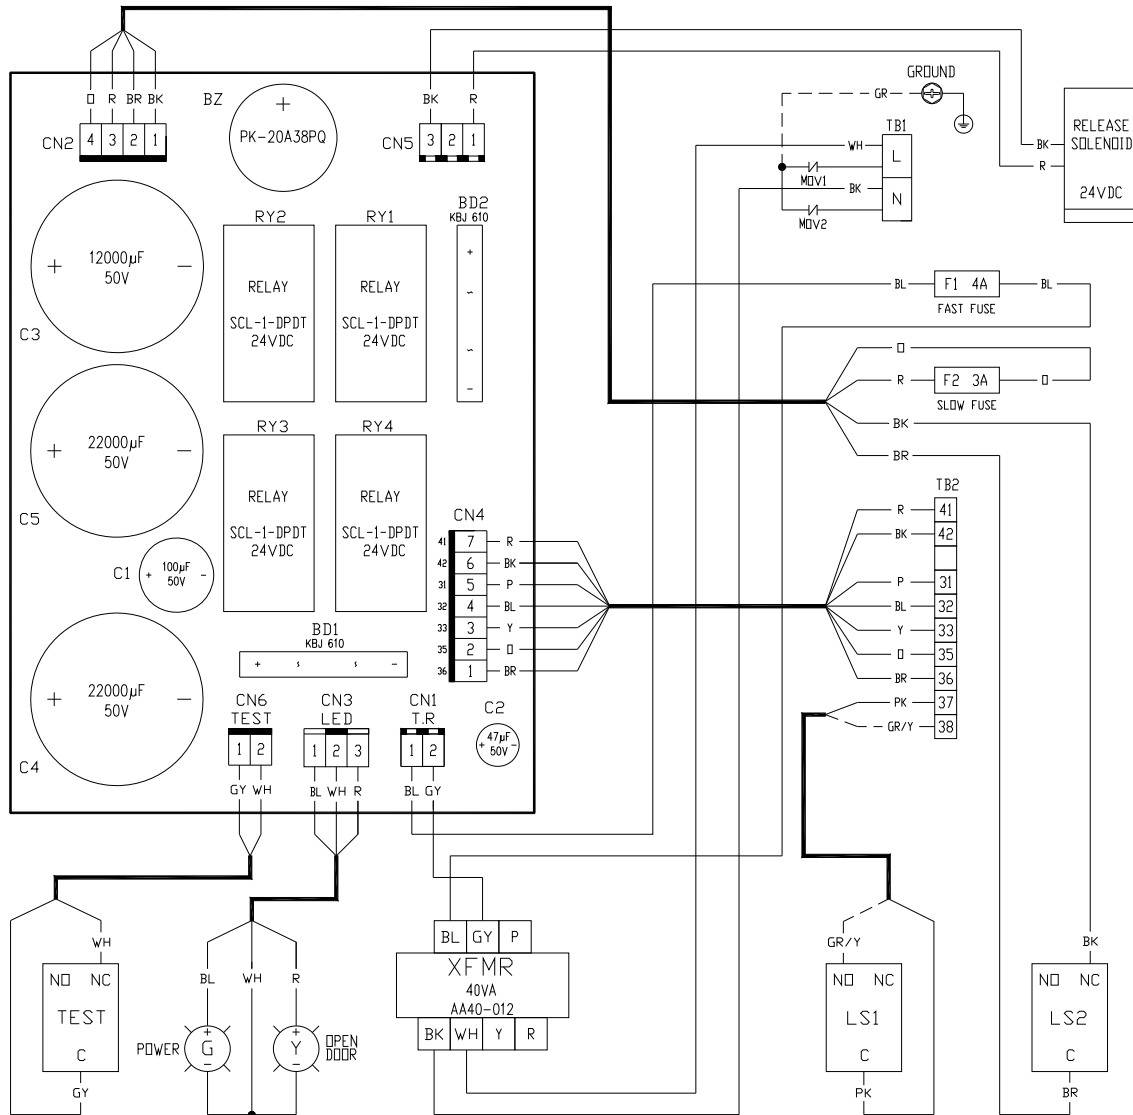 GROUND
GR
O R BR BK
BZ
BK R
CN2 4 3 2 1
PK-20A38PQ
CN5 3 2 1
TB1
WH L
BK N
MOV1
MOV2
BK
R
RELEASE
SOLENOID
24VDC
RY2
RY1
BD2
KBJ 610
+ ~ ~ -
+ 12000µF -
50V
C3
RELAY
SCL-1-DPDT
24VDC
RELAY
SCL-1-DPDT
24VDC
BL F1 4A BL
FAST FUSE
O
R F2 3A O
SLOW FUSE
BK
BR
RY3
RY4
+ 22000µF -
50V
C5
RELAY
SCL-1-DPDT
24VDC
RELAY
SCL-1-DPDT
24VDC
CN4
41 7 R
42 6 BK
31 5 P
32 4 BL
33 3 Y
35 2 O
36 1 BR
TB2
R 41
BK 42
P 31
BL 32
Y 33
O 35
BR 36
PK 37
GR/Y 38
C1
+ 100µF -
50V
BD1
KBJ 610
+ ~ ~ -
+ 22000µF -
50V
C4
CN6
TEST
1 2
GY WH
CN3
LED
1 2 3
BL WH R
CN1
T.R
1 2
BL GY
C2
+ 47µF -
50V
WH
NO NC
TEST
C
GY
BL WH R
POWER
+ G -
+ Y -
OPEN
DOOR
BL GY P
XFMR
40VA
AA40-012
BK WH Y R
GR/Y
NO NC
LS1
C
PK
BK
NO NC
LS2
C
BR